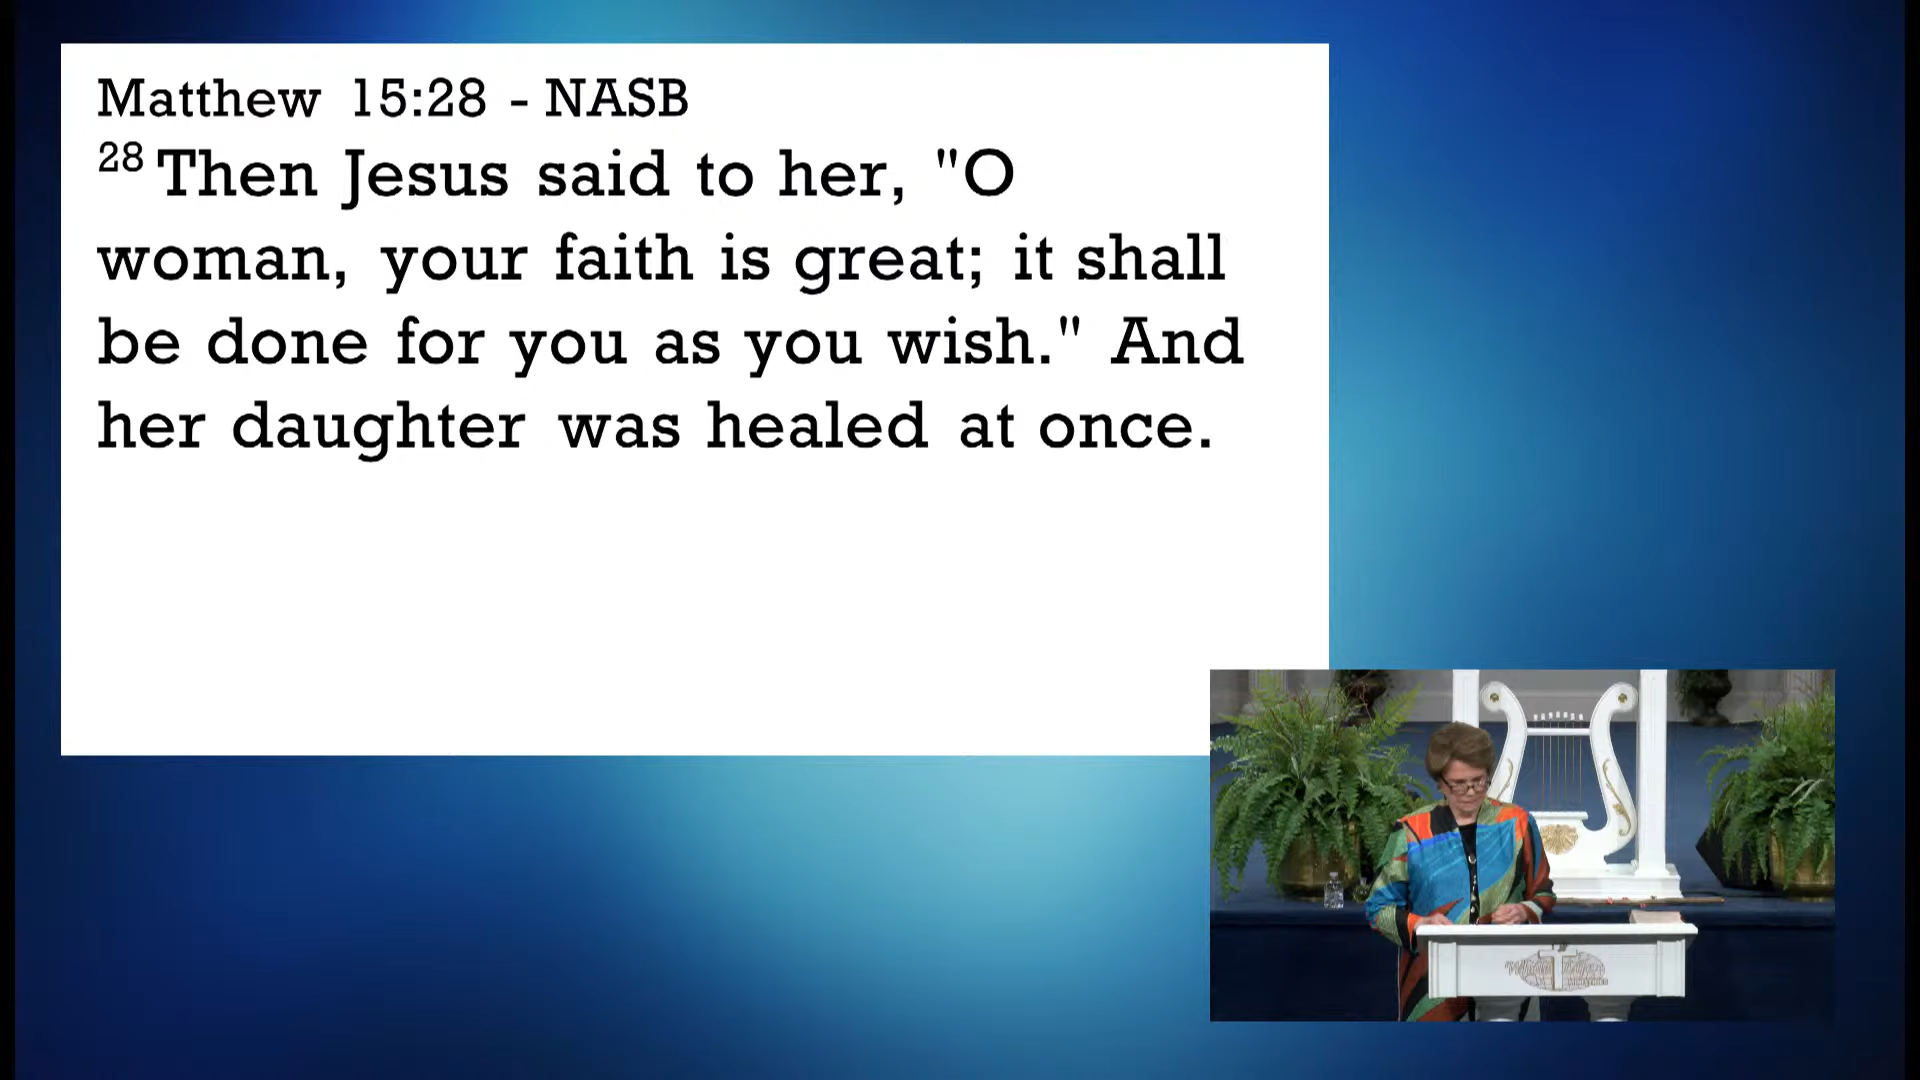 Matthew 15:28 - NASB
28 Then Jesus said to her, "O
woman, your faith is great; it shall
be done for you as you wish." And
her daughter was healed at once.